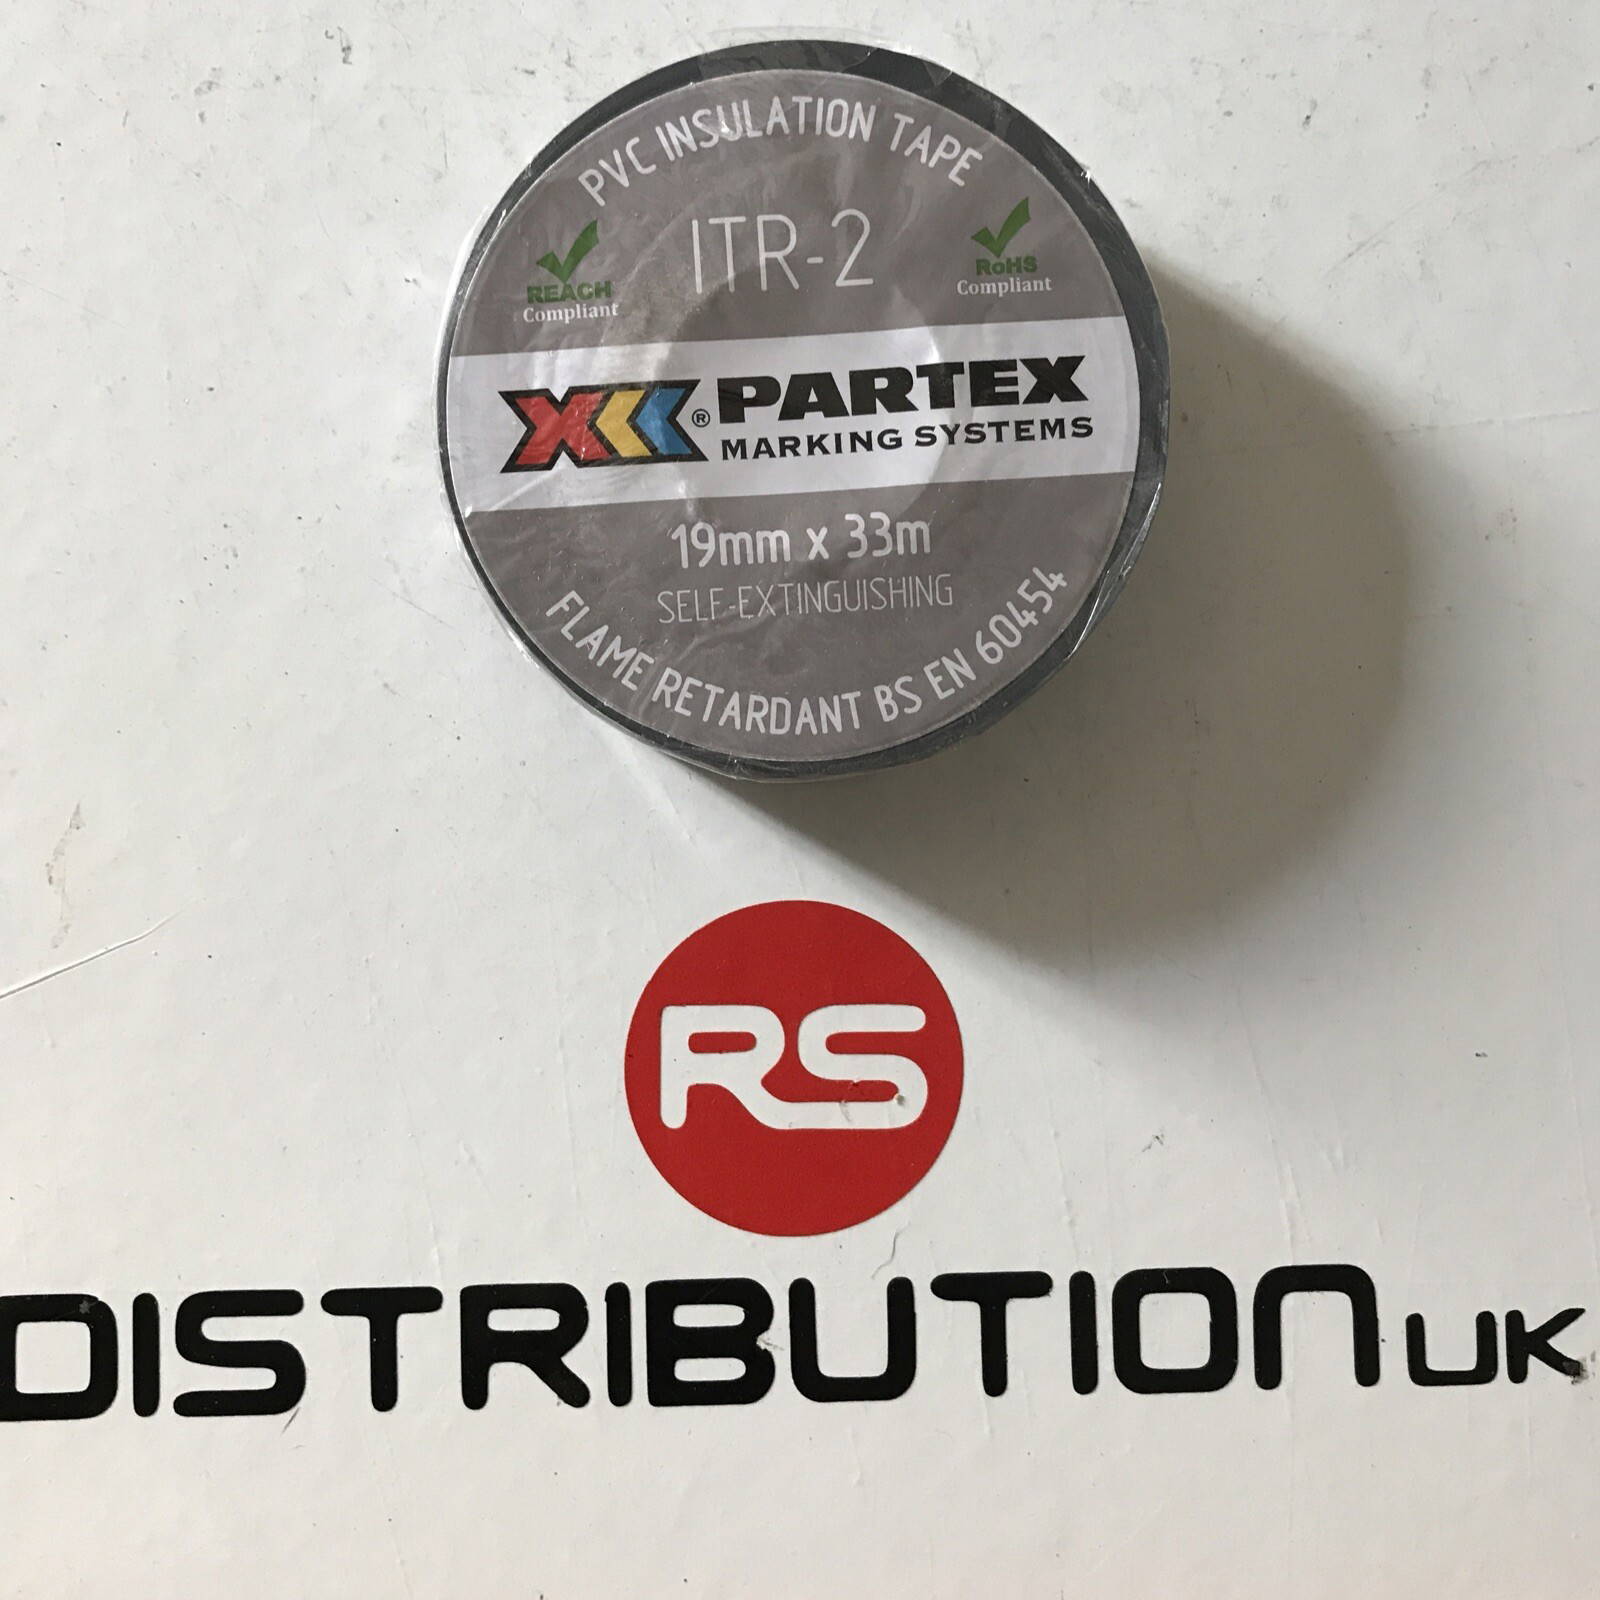 PVC INSULATION TAPE
ITR-2
REACH
Compliant
RoHS
Compliant
® PARTEX
MARKING SYSTEMS
19mm x 33m
SELF-EXTINGUISHING
FLAME RETARDANT BS EN 60454
RS
DISTRIBUTION UK